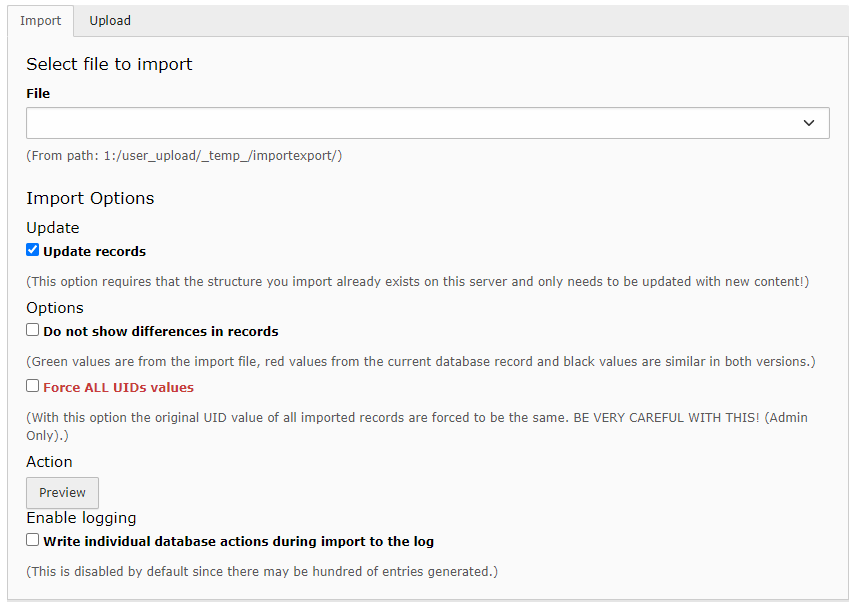 Import Upload
Select file to import
File
(From path: 1:/user_upload/_temp_/importexport/)
Import Options
Update
Update records
(This option requires that the structure you import already exists on this server and only needs to be updated with new content!)
Options
Do not show differences in records
(Green values are from the import file, red values from the current database record and black values are similar in both versions.)
Force ALL UIDs values
(With this option the original UID value of all imported records are forced to be the same. BE VERY CAREFUL WITH THIS! (Admin
Only).)
Action
Preview
Enable logging
Write individual database actions during import to the log
(This is disabled by default since there may be hundred of entries generated.)